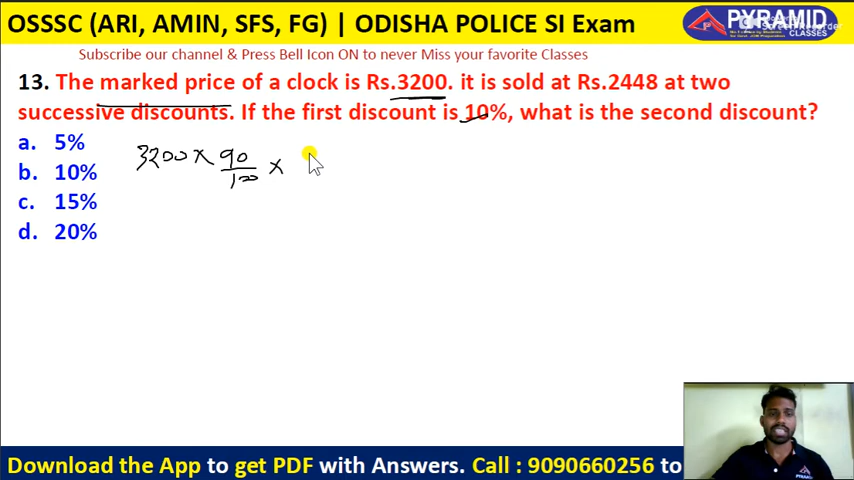 OSSSC (ARI, AMIN, SFS, FG) | ODISHA POLICE SI Exam
PYRAMID
CLASSES
Subscribe our channel & Press Bell Icon ON to never Miss your favorite Classes
13. The marked price of a clock is Rs.3200. it is sold at Rs.2448 at two
successive discounts. If the first discount is 10%, what is the second discount?
a. 5%
b. 10%
c. 15%
d. 20%
3200 x 90/100 x
Download the App to get PDF with Answers. Call : 9090660256 to
PYRAMID